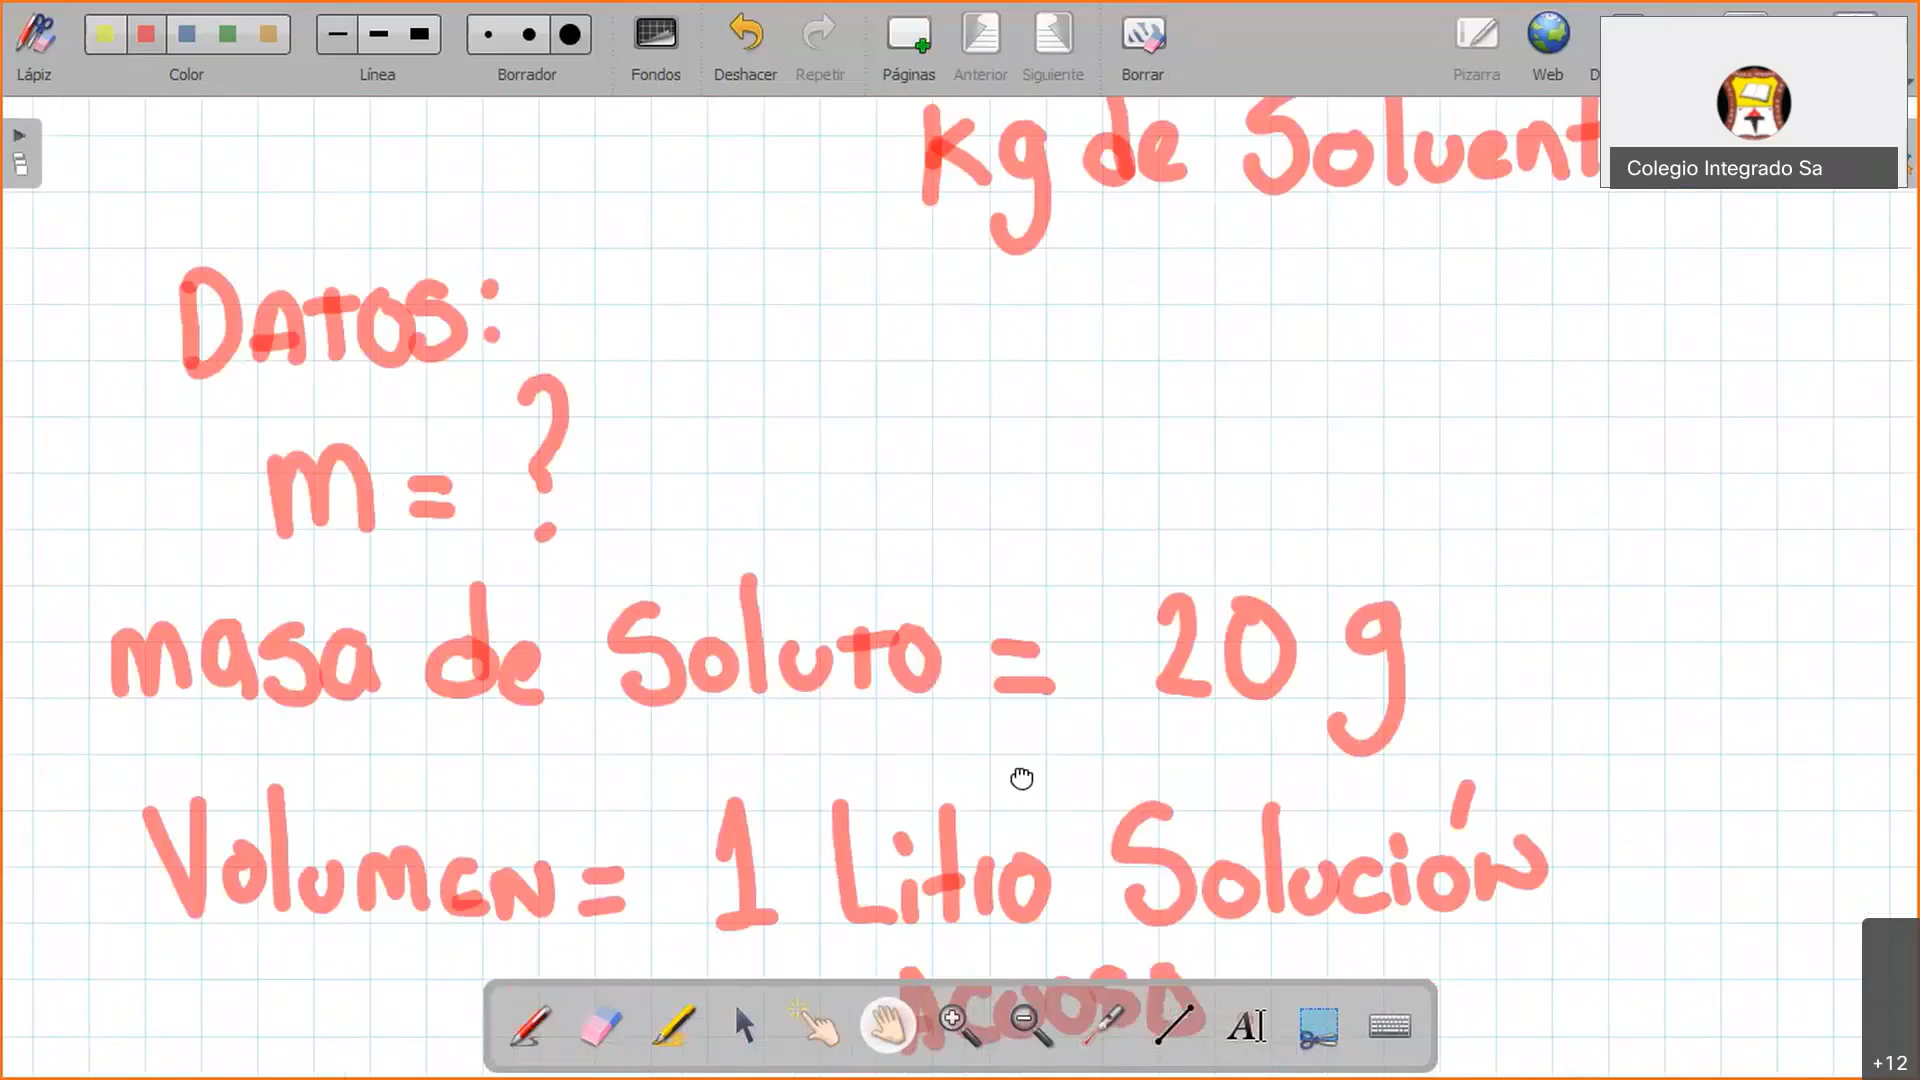 Lápiz Color Línea Borrador Fondos Deshacer Repetir Páginas Anterior Siguiente Borrar Pizarra Web D
Colegio Integrado Sa
Kg de Solvent
DATOS:
m = ?
masa de Soluto = 20 g
Volumen = 1 Litro Solución
Acuosa
+12